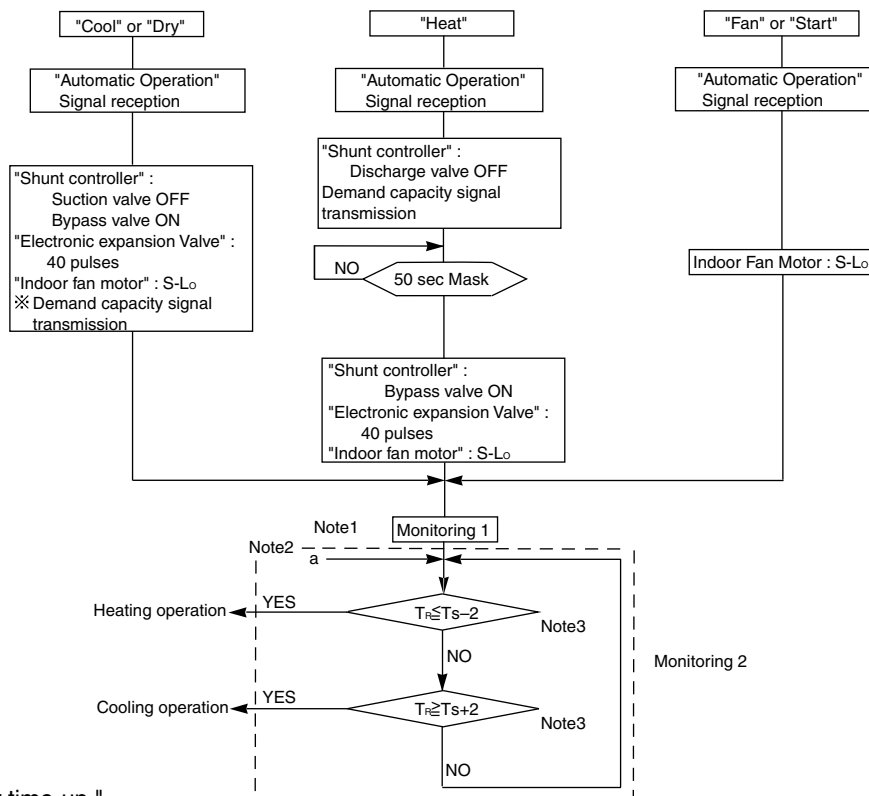 "Cool" or "Dry"
"Automatic Operation"
Signal reception
"Shunt controller" :
Suction valve OFF
Bypass valve ON
"Electronic expansion Valve" :
40 pulses
"Indoor fan motor" : S-Lo
※ Demand capacity signal
transmission
"Heat"
"Automatic Operation"
Signal reception
"Shunt controller" :
Discharge valve OFF
Demand capacity signal
transmission
NO
50 sec Mask
"Shunt controller" :
Bypass valve ON
"Electronic expansion Valve" :
40 pulses
"Indoor fan motor" : S-Lo
"Fan" or "Start"
"Automatic Operation"
Signal reception
Indoor Fan Motor : S-Lo
Note1
Monitoring 1
Note2
a
Heating operation
YES
TR≦Ts–2
Note3
NO
Monitoring 2
Cooling operation
YES
TR≧Ts+2
Note3
NO
time up "